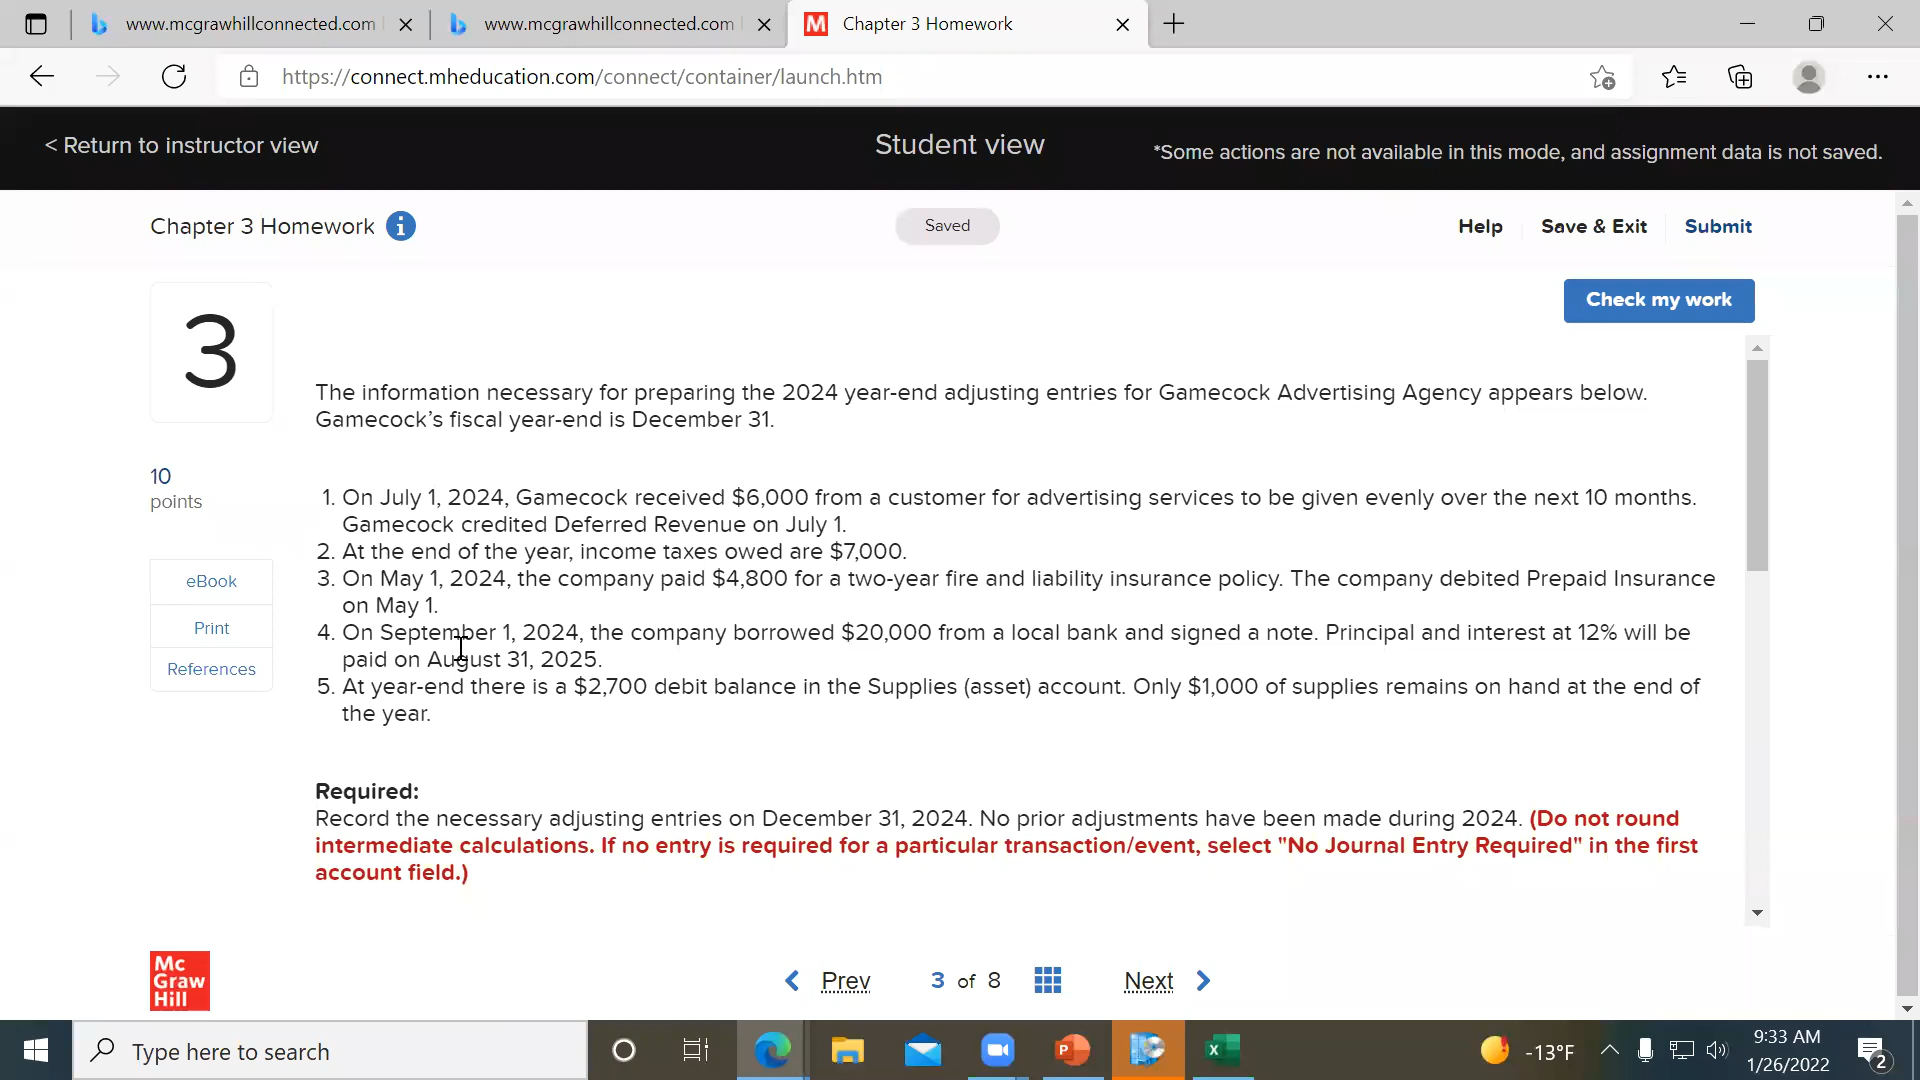 www.mcgrawhillconnected.com
www.mcgrawhillconnected.com
M Chapter 3 Homework
https://connect.mheducation.com/connect/container/launch.htm
< Return to instructor view
Student view
*Some actions are not available in this mode, and assignment data is not saved.
Chapter 3 Homework i
Saved
Help
Save & Exit
Submit
3
Check my work
10
points
eBook
Print
References
The information necessary for preparing the 2024 year-end adjusting entries for Gamecock Advertising Agency appears below.
Gamecock's fiscal year-end is December 31.
1. On July 1, 2024, Gamecock received $6,000 from a customer for advertising services to be given evenly over the next 10 months.
Gamecock credited Deferred Revenue on July 1.
2. At the end of the year, income taxes owed are $7,000.
3. On May 1, 2024, the company paid $4,800 for a two-year fire and liability insurance policy. The company debited Prepaid Insurance
on May 1.
4. On September 1, 2024, the company borrowed $20,000 from a local bank and signed a note. Principal and interest at 12% will be
paid on August 31, 2025.
5. At year-end there is a $2,700 debit balance in the Supplies (asset) account. Only $1,000 of supplies remains on hand at the end of
the year.
Required:
Record the necessary adjusting entries on December 31, 2024. No prior adjustments have been made during 2024. (Do not round
intermediate calculations. If no entry is required for a particular transaction/event, select "No Journal Entry Required" in the first
account field.)
Mc
Graw
Hill
Prev
3 of 8
Next
Type here to search
-13°F
9:33 AM
1/26/2022
2